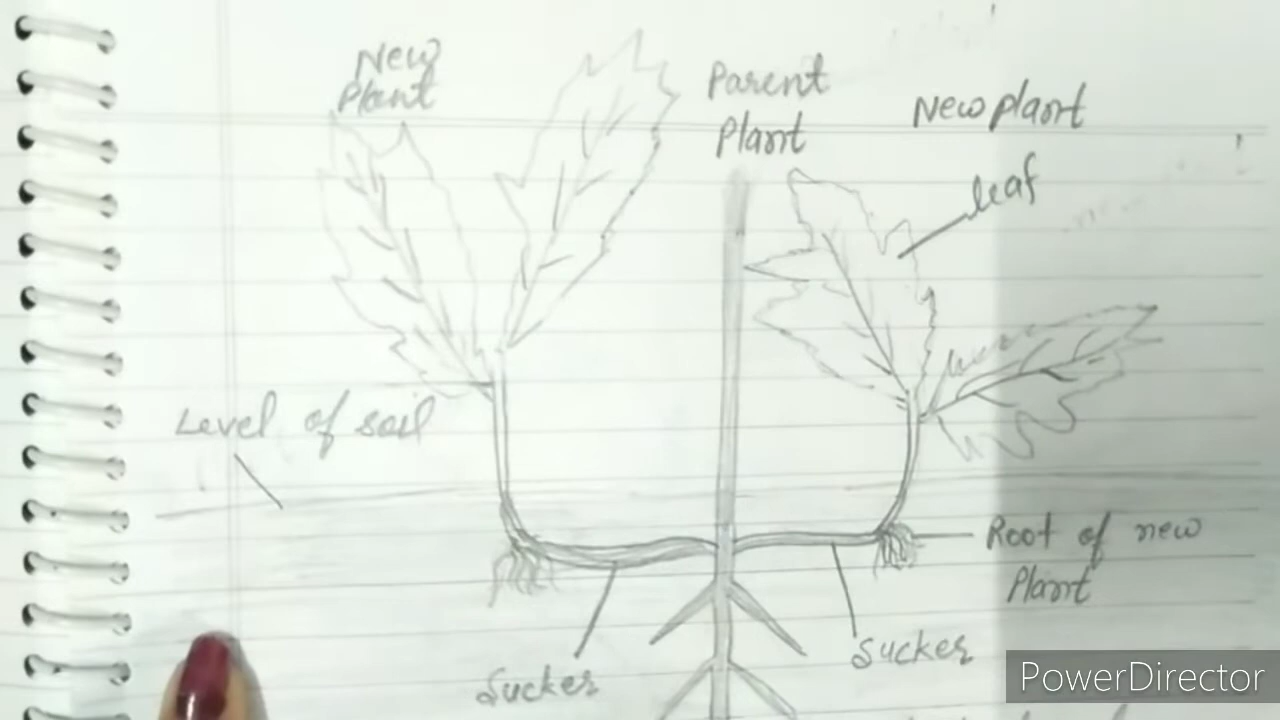 New
Plant
Parent
Plant
New plant
leaf
Level of soil
Root of new
Plant
Sucker
Sucker
PowerDirector